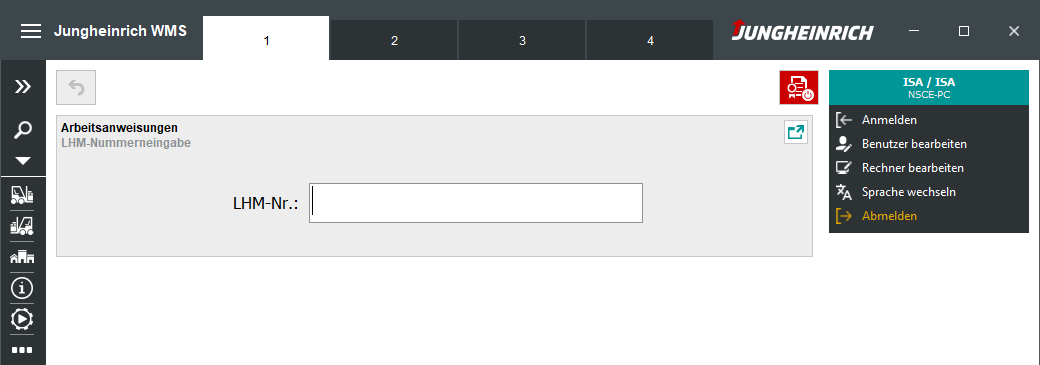 Jungheinrich WMS
1
2
3
4
JUNGHEINRICH
ISA / ISA
NSCE-PC
Anmelden
Benutzer bearbeiten
Rechner bearbeiten
Sprache wechseln
Abmelden
Arbeitsanweisungen
LHM-Nummerneingabe
LHM-Nr.: